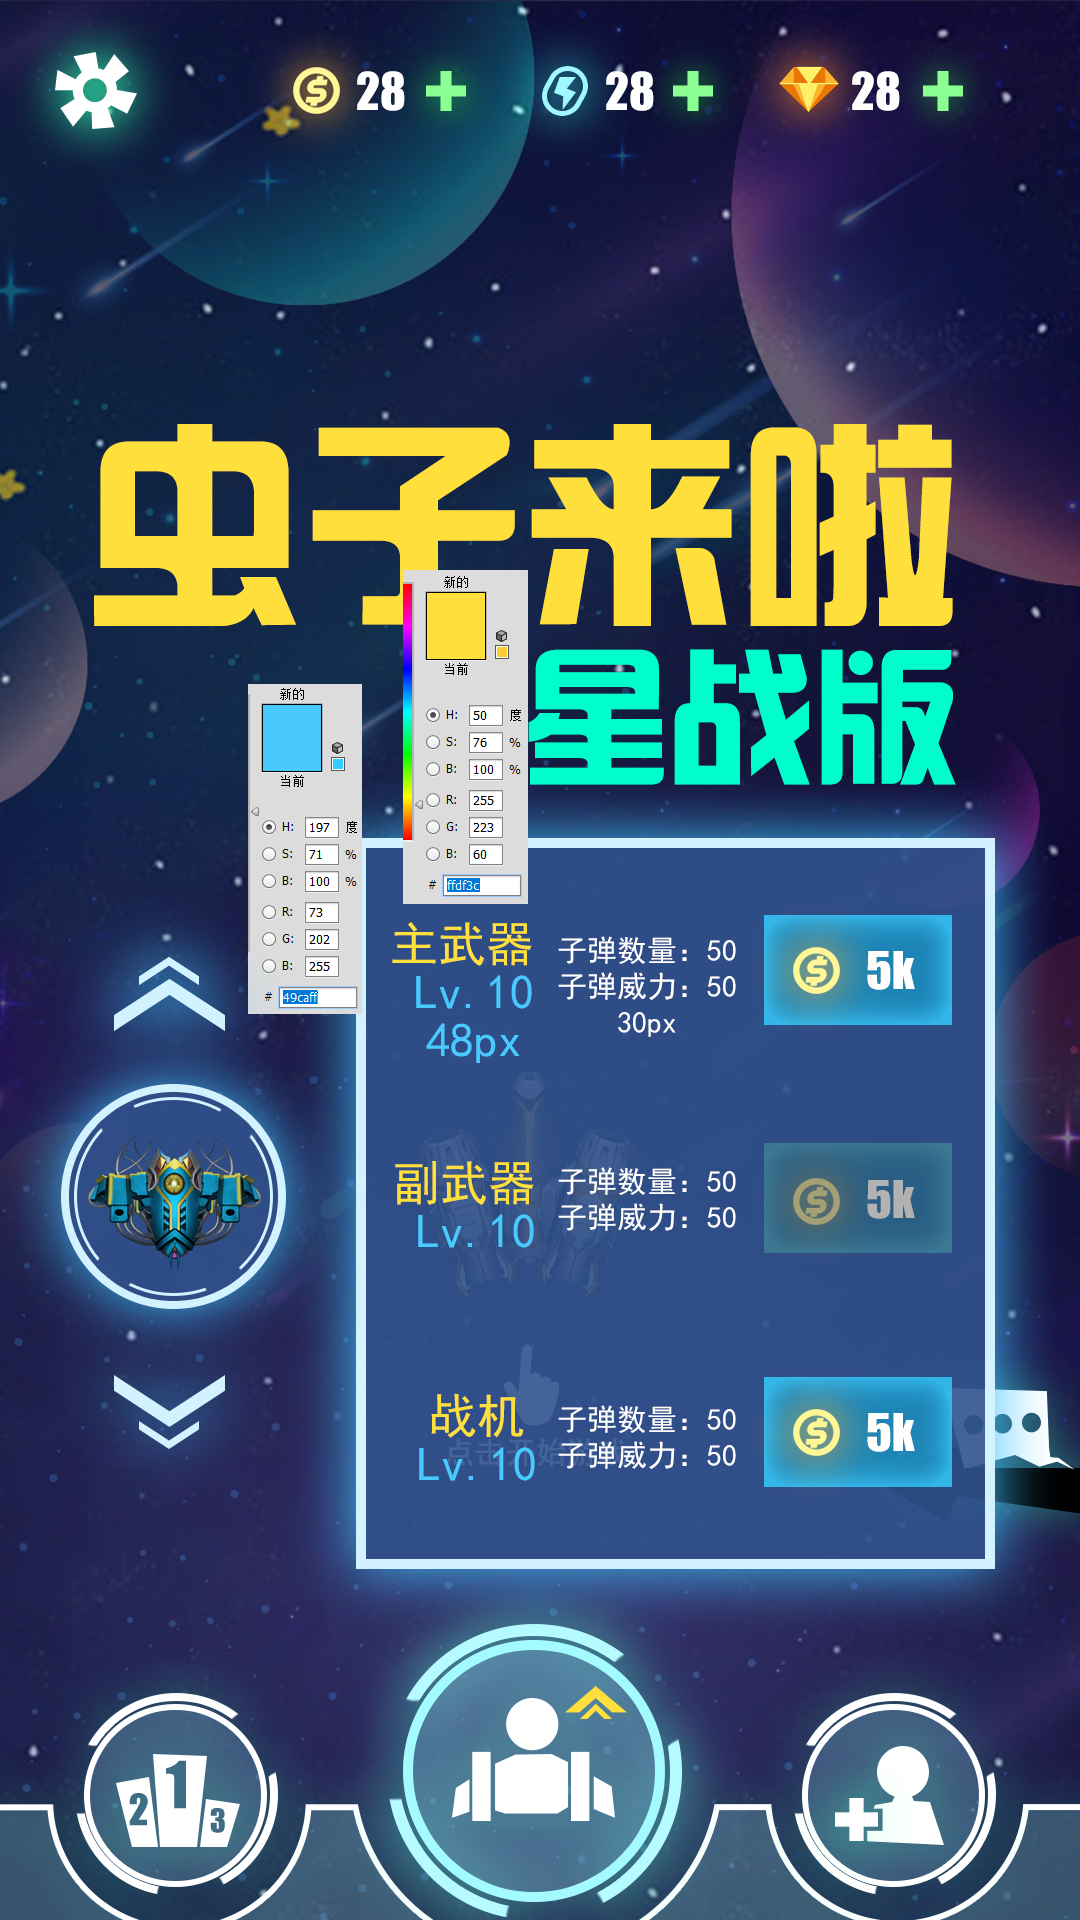 28
28
28
虫子来啦
星战版
新的
当前
H: 50 度
S: 76 %
B: 100 %
R: 255
G: 223
B: 60
# ffdf3c
新的
当前
H: 197 度
S: 71 %
B: 100 %
R: 73
G: 202
B: 255
# 49caff
主武器
Lv. 10
48px
子弹数量：50
子弹威力：50
30px
5k
副武器
Lv. 10
子弹数量：50
子弹威力：50
5k
战机
Lv. 10
子弹数量：50
子弹威力：50
5k
点击开始游戏
2 1 3